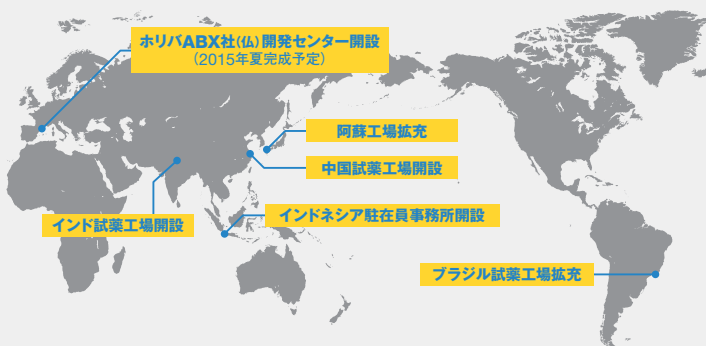 ホリバABX社(仏)開発センター開設
(2015年夏完成予定)
阿蘇工場拡充
中国試薬工場開設
インド試薬工場開設
インドネシア駐在員事務所開設
ブラジル試薬工場拡充